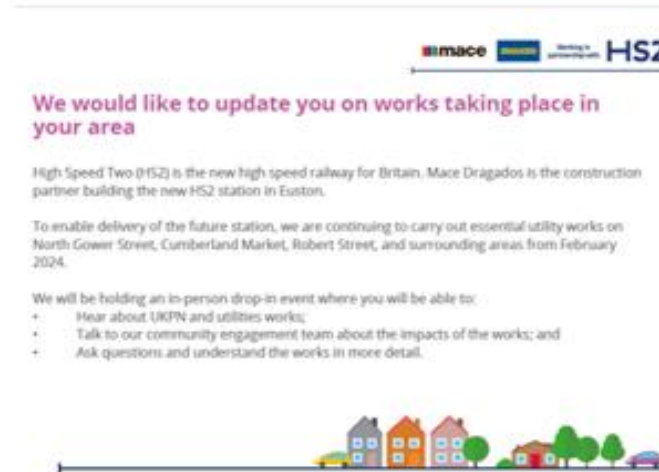 mace DRAGADOS Working in HS2
partnership with
We would like to update you on works taking place in
your area
High Speed Two (HS2) is the new high speed railway for Britain. Mace Dragados is the construction
partner building the new HS2 station in Euston.
To enable delivery of the future station, we are continuing to carry out essential utility works on
North Gower Street, Cumberland Market, Robert Street, and surrounding areas from February
2024.
We will be holding an in-person drop-in event where you will be able to:
• Hear about UKPN and utilities works;
• Talk to our community engagement team about the impacts of the works; and
• Ask questions and understand the works in more detail.